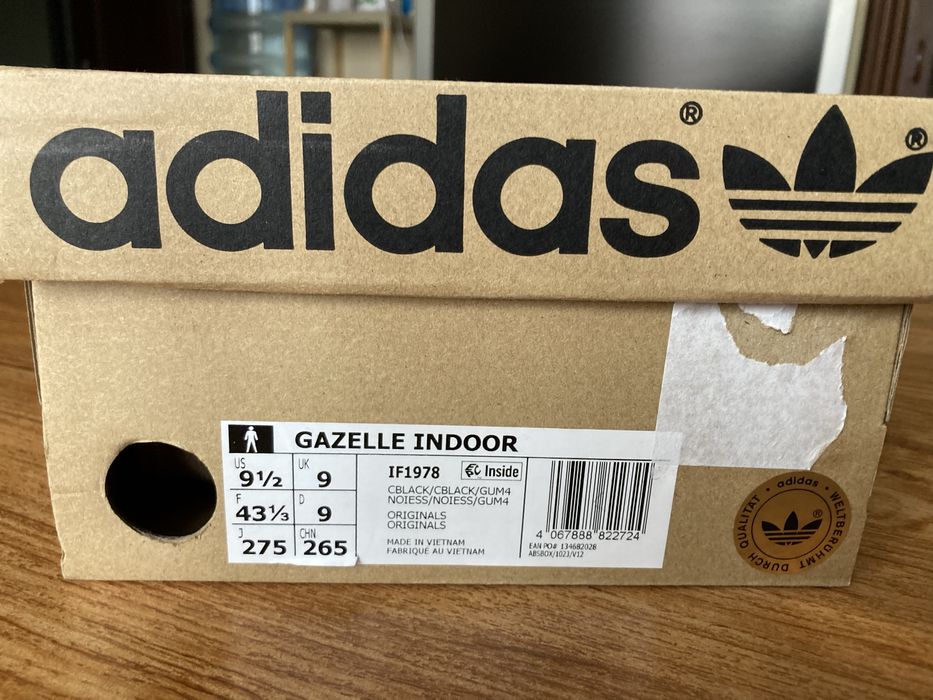 adidas®
®
GAZELLE INDOOR
US
9½
UK
9
F
43⅓
D
9
J
275
CHN
265
IF1978
Inside
CBLACK/CBLACK/GUM4
NOIESS/NOIESS/GUM4
ORIGINALS
ORIGINALS
MADE IN VIETNAM
FABRIQUÉ AU VIETNAM
4 067888 822724
EAN PO# 134682028
ABSBOX/1023/V12
• adidas • WELTBERÜHMT DURCH QUALITÄT
®